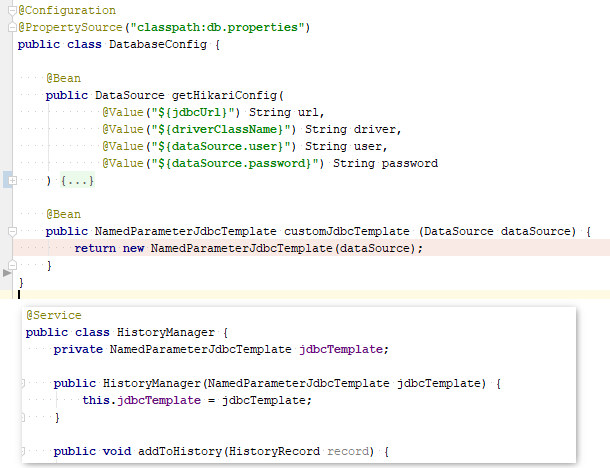 @Configuration
@PropertySource("classpath:db.properties")
public class DatabaseConfig {
@Bean
public DataSource getHikariConfig(
@Value("${jdbcUrl}") String url,
@Value("${driverClassName}") String driver,
@Value("${dataSource.user}") String user,
@Value("${dataSource.password}") String password
) {...}
@Bean
public NamedParameterJdbcTemplate customJdbcTemplate (DataSource dataSource) {
return new NamedParameterJdbcTemplate(dataSource);
}
}
@Service
public class HistoryManager {
private NamedParameterJdbcTemplate jdbcTemplate;
public HistoryManager(NamedParameterJdbcTemplate jdbcTemplate) {
this.jdbcTemplate = jdbcTemplate;
}
public void addToHistory(HistoryRecord record) {